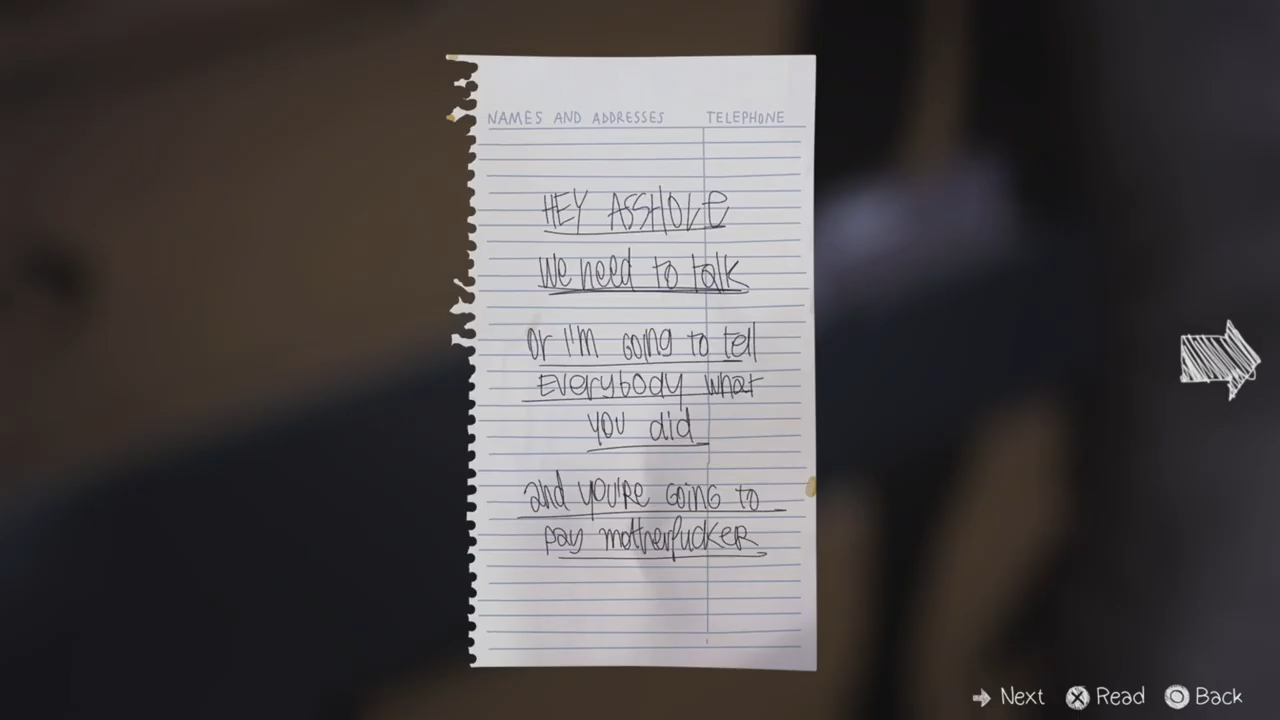 NAMES AND ADDRESSES TELEPHONE
HEY ASSHOLE
We need to talk
Or I'm going to tell
Everybody what
you did
and you're going to
pay motherfucker
Next Read Back